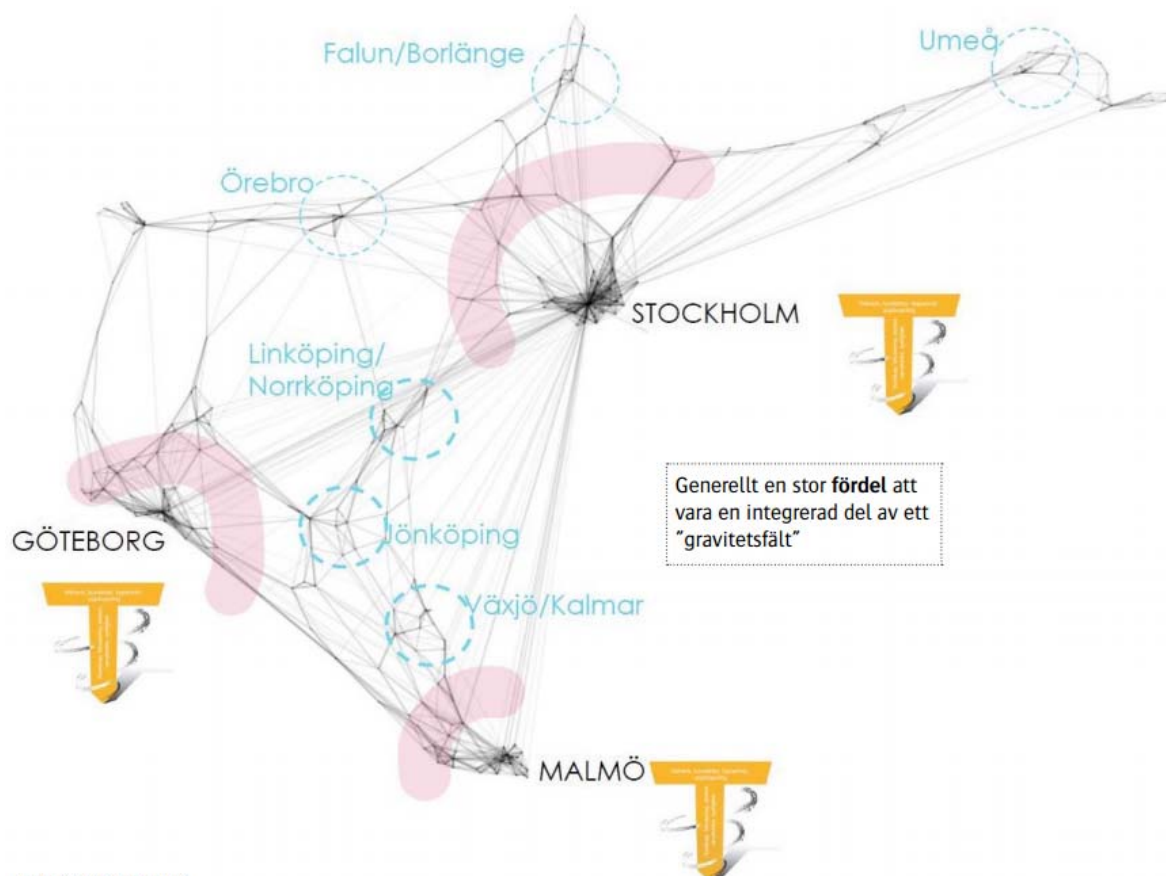 Falun/Borlänge
Umeå
Örebro
STOCKHOLM
Linköping/
Norrköping
Generellt en stor fördel att
vara en integrerad del av ett
”gravitetsfält”
GÖTEBORG
Jönköping
Växjö/Kalmar
MALMÖ